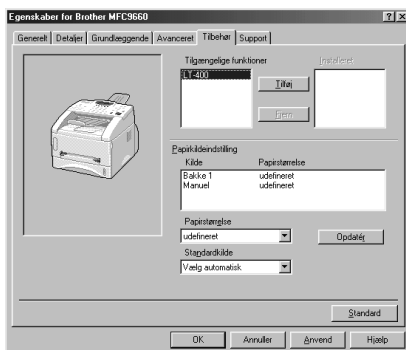 Egenskaber for Brother MFC9660
Generelt Detaljer Grundlæggende Avanceret Tilbehør Support
Tilgængelige funktioner Installeret
LT-400
Tilføj
Fjern
Papirkildeindstilling
Kilde Papirstørrelse
Bakke 1 udefineret
Manuel udefineret
Papirstørrelse
udefineret Opdatér
Standardkilde
Vælg automatisk
Standard
OK Annuller Anvend Hjælp